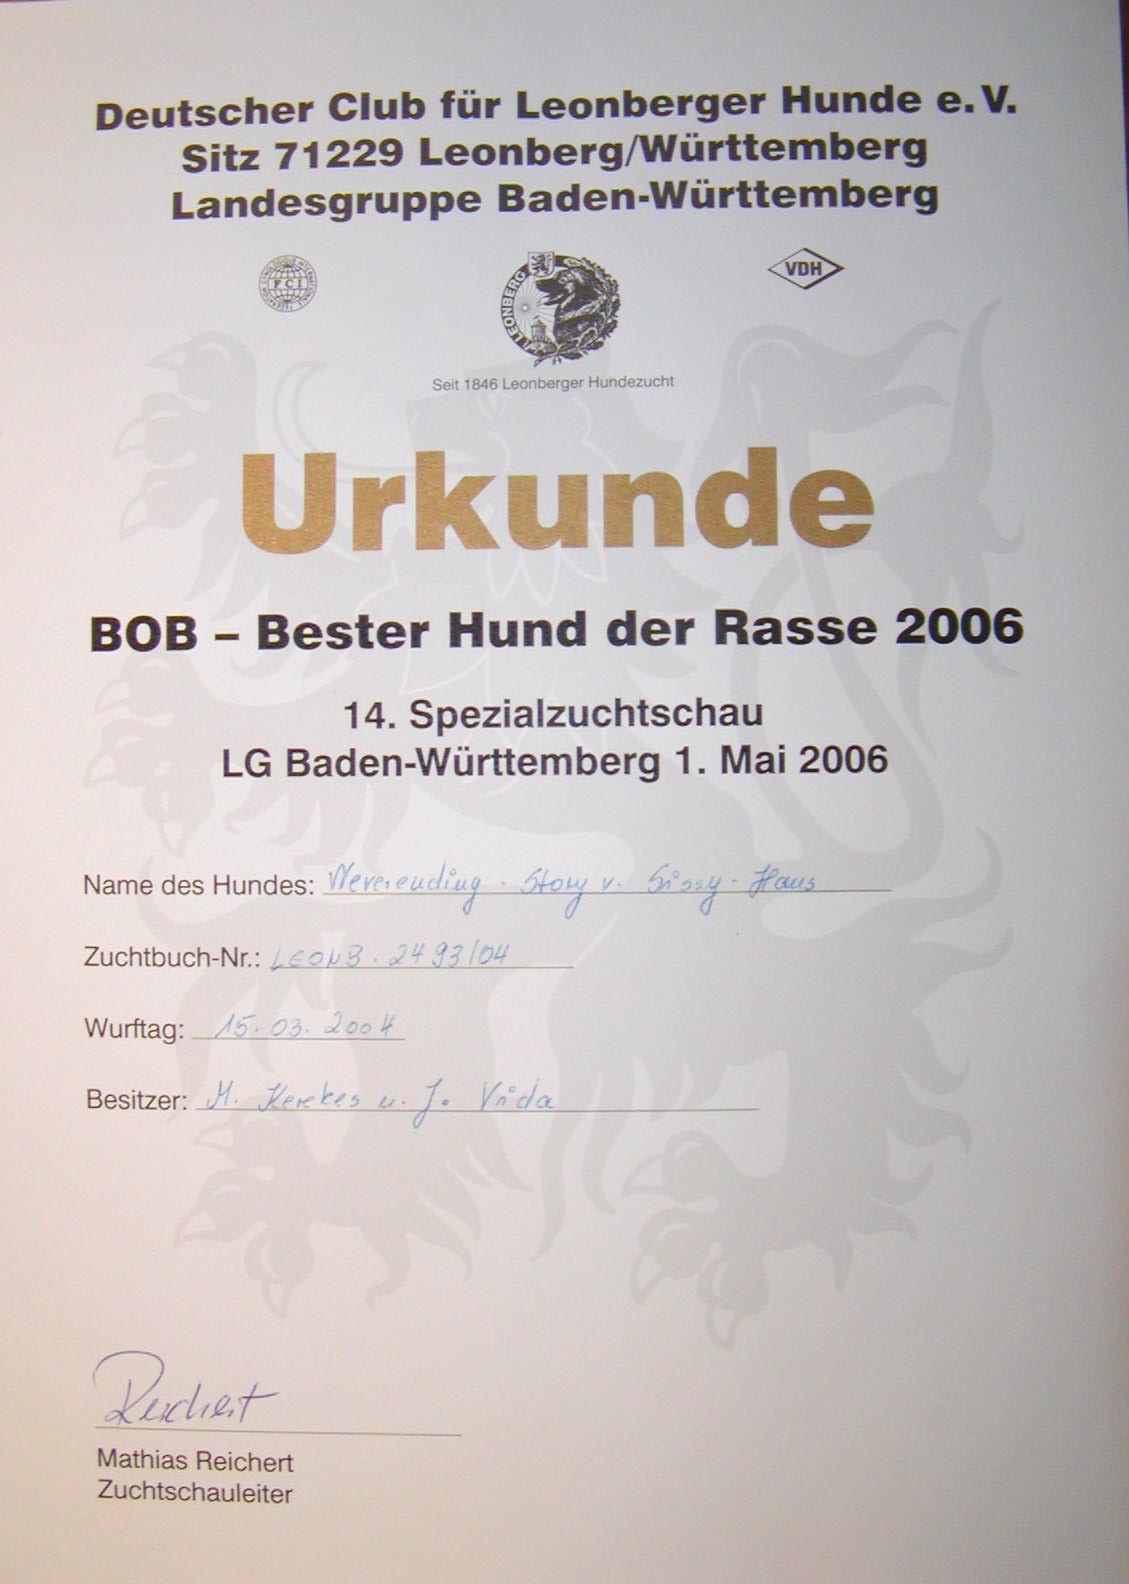 Deutscher Club für Leonberger Hunde e. V.
Sitz 71229 Leonberg/Württemberg
Landesgruppe Baden-Württemberg
FCI
LEONBERG
VDH
Seit 1846 Leonberger Hundezucht
Urkunde
BOB – Bester Hund der Rasse 2006
14. Spezialzuchtschau
LG Baden-Württemberg 1. Mai 2006
Name des Hundes: Neverending - Story v. Sissy - Haus
Zuchtbuch-Nr.: LEONB. 2493/04
Wurftag: 15. 03. 2004
Besitzer: M. Kerekes u. J. Vida
Reichert
Mathias Reichert
Zuchtschauleiter